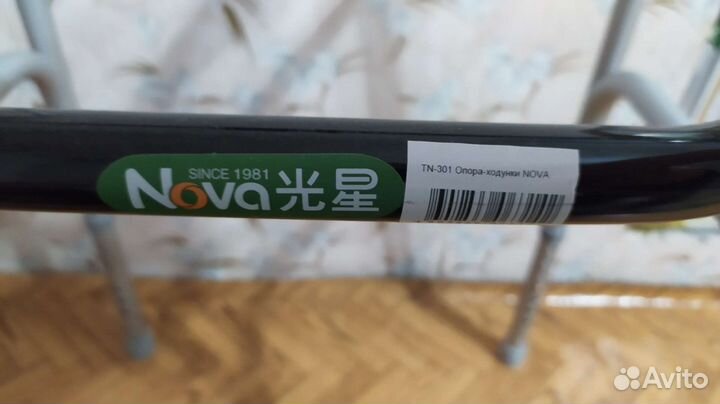 SINCE 1981
Nova光星
TN-301 Опора-ходунки NOVA
Avito